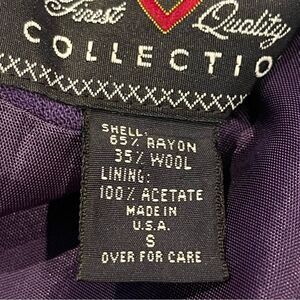 Finest Quality
COLLECTIO
SHELL:
65% RAYON
35% WOOL
LINING:
100% ACETATE
MADE IN
U.S.A.
S
OVER FOR CARE